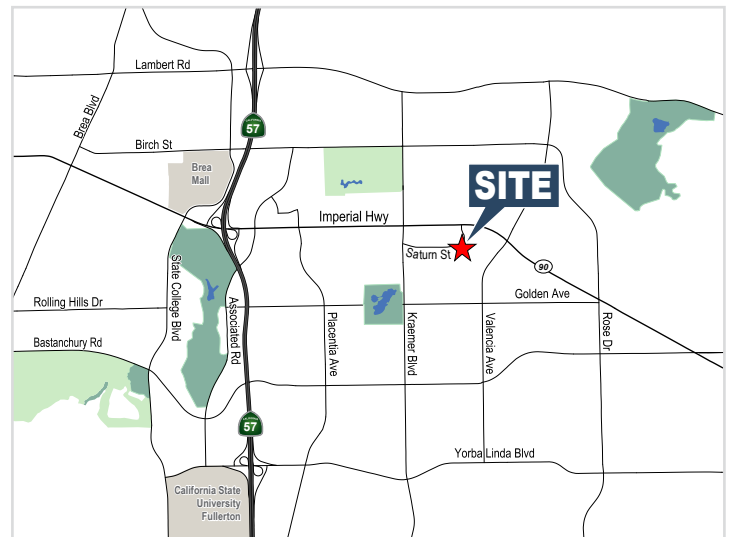 Lambert Rd
Brea Blvd
CALIFORNIA
57
Birch St
Brea
Mall
SITE
Imperial Hwy
Saturn St
90
State College Blvd
Associated Rd
Golden Ave
Rolling Hills Dr
Placentia Ave
Kraemer Blvd
Valencia Ave
Rose Dr
Bastanchury Rd
CALIFORNIA
57
Yorba Linda Blvd
California State
University
Fullerton